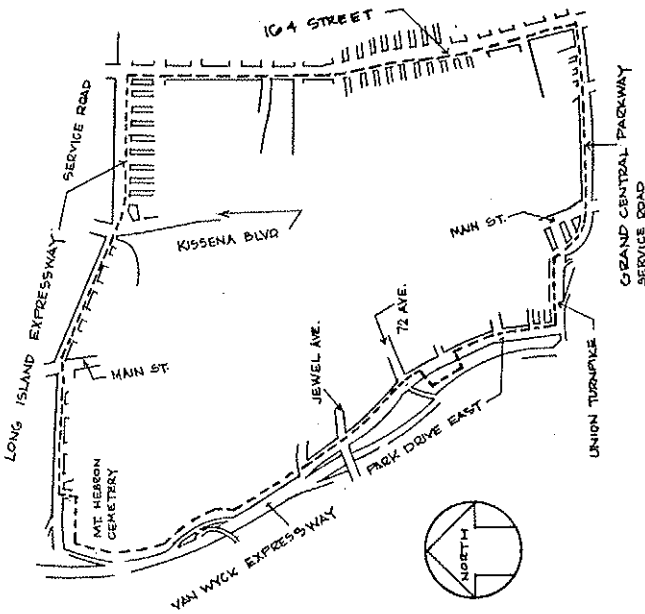 164 STREET
SERVICE ROAD
LONG ISLAND EXPRESSWAY
KISSENA BLVD
MAIN ST.
GRAND CENTRAL PARKWAY
SERVICE ROAD
MAIN ST.
72 AVE.
JEWEL AVE.
PARK DRIVE EAST
UNION TURNPIKE
MT. HEBRON
CEMETERY
VAN WYCK EXPRESSWAY
NORTH